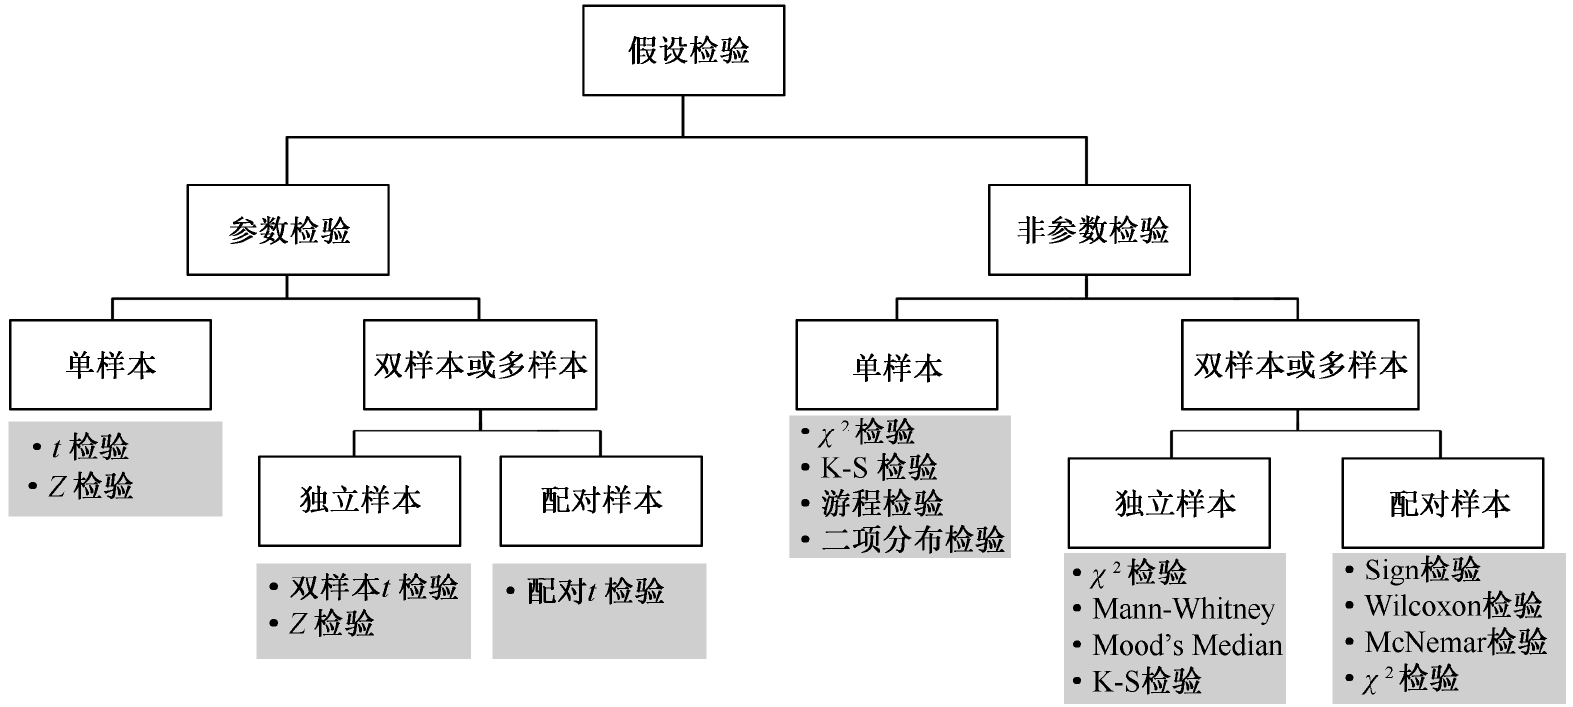 假设检验
参数检验
非参数检验
单样本
双样本或多样本
单样本
双样本或多样本
• t 检验
• Z 检验
• χ² 检验
• K-S 检验
• 游程检验
• 二项分布检验
独立样本
配对样本
独立样本
配对样本
• 双样本t 检验
• Z 检验
• 配对t 检验
• χ² 检验
• Mann-Whitney
• Mood’s Median
• K-S检验
• Sign检验
• Wilcoxon检验
• McNemar检验
• χ² 检验